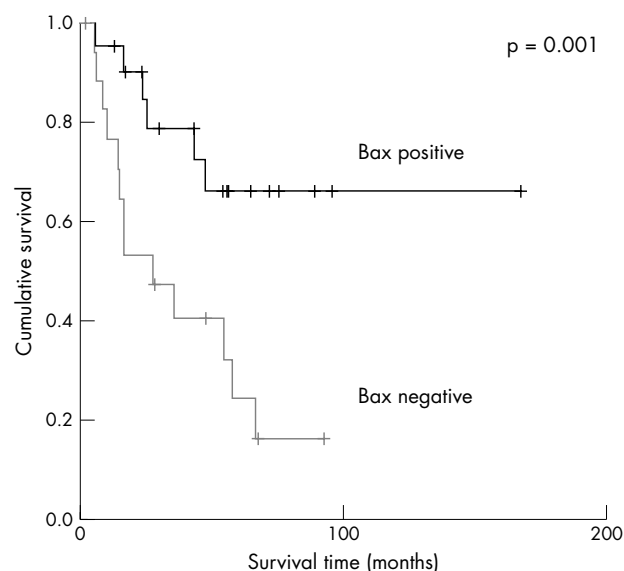 1.0
p = 0.001
0.8
Bax positive
0.6
Cumulative survival
0.4
Bax negative
0.2
0.0
0
100
200
Survival time (months)